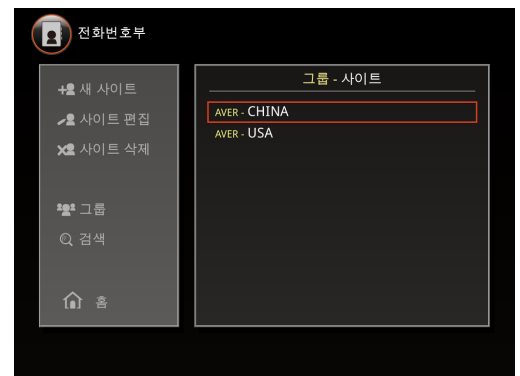 전화번호부
새 사이트
사이트 편집
사이트 삭제
그룹
검색
홈
그룹 - 사이트
AVER - CHINA
AVER - USA